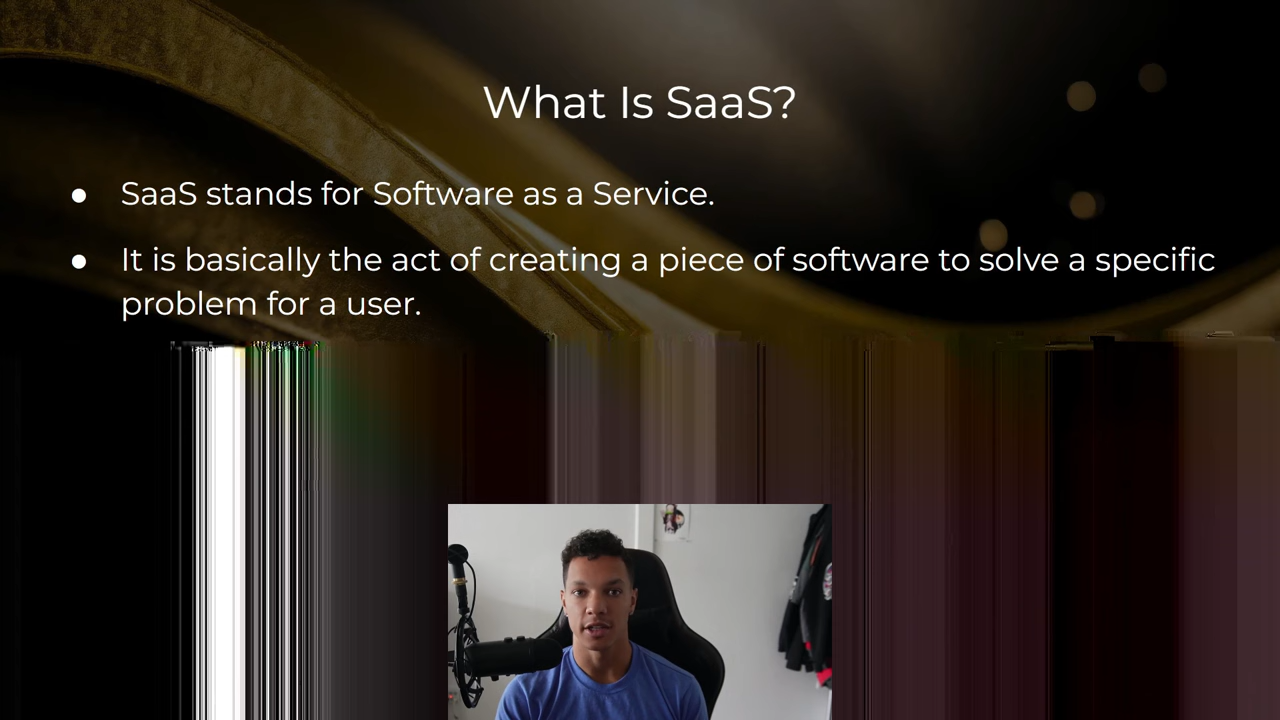 What Is SaaS?
● SaaS stands for Software as a Service.
● It is basically the act of creating a piece of software to solve a specific
problem for a user.